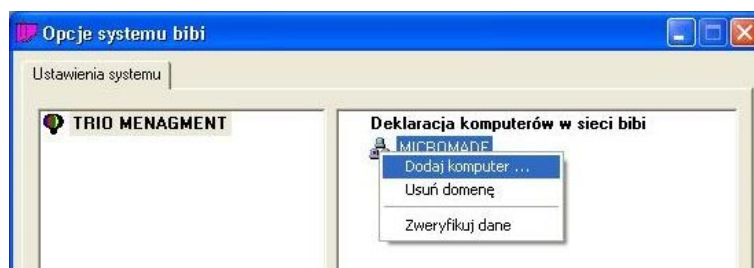 Opcje systemu bibi
Ustawienia systemu
TRIO MENAGMENT
Deklaracja komputerów w sieci bibi
MICROMADE
Dodaj komputer ...
Usuń domenę
Zweryfikuj dane